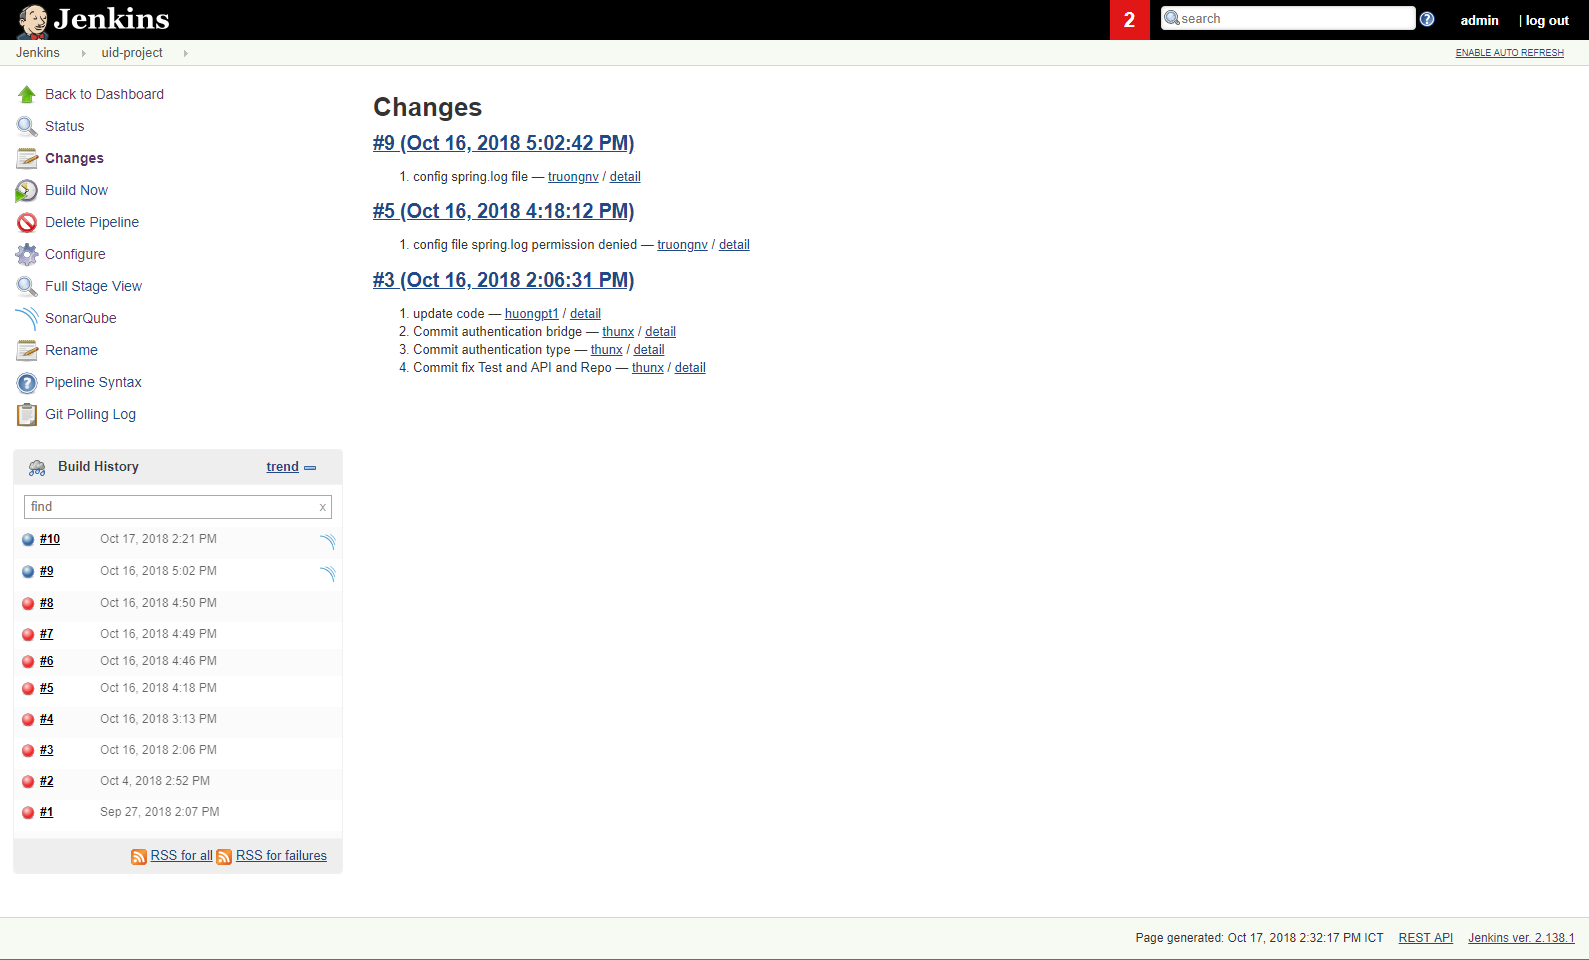 Jenkins
2
search
admin
| log out
Jenkins
uid-project
ENABLE AUTO REFRESH
Back to Dashboard
Status
Changes
Build Now
Delete Pipeline
Configure
Full Stage View
SonarQube
Rename
Pipeline Syntax
Git Polling Log
Build History
trend
find
x
#10 Oct 17, 2018 2:21 PM
#9 Oct 16, 2018 5:02 PM
#8 Oct 16, 2018 4:50 PM
#7 Oct 16, 2018 4:49 PM
#6 Oct 16, 2018 4:46 PM
#5 Oct 16, 2018 4:18 PM
#4 Oct 16, 2018 3:13 PM
#3 Oct 16, 2018 2:06 PM
#2 Oct 4, 2018 2:52 PM
#1 Sep 27, 2018 2:07 PM
RSS for all RSS for failures
Changes
#9 (Oct 16, 2018 5:02:42 PM)
1. config spring.log file — truongnv / detail
#5 (Oct 16, 2018 4:18:12 PM)
1. config file spring.log permission denied — truongnv / detail
#3 (Oct 16, 2018 2:06:31 PM)
1. update code — huongpt1 / detail
2. Commit authentication bridge — thunx / detail
3. Commit authentication type — thunx / detail
4. Commit fix Test and API and Repo — thunx / detail
Page generated: Oct 17, 2018 2:32:17 PM ICT REST API Jenkins ver. 2.138.1